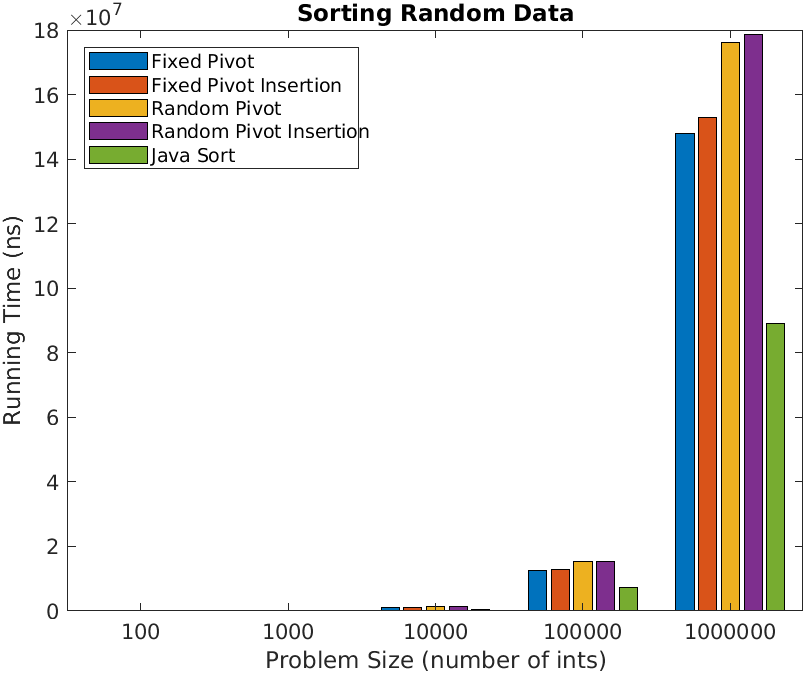 Sorting Random Data
×10⁷
18
16
14
12
10
8
6
4
2
0
Running Time (ns)
Fixed Pivot
Fixed Pivot Insertion
Random Pivot
Random Pivot Insertion
Java Sort
100 1000 10000 100000 1000000
Problem Size (number of ints)